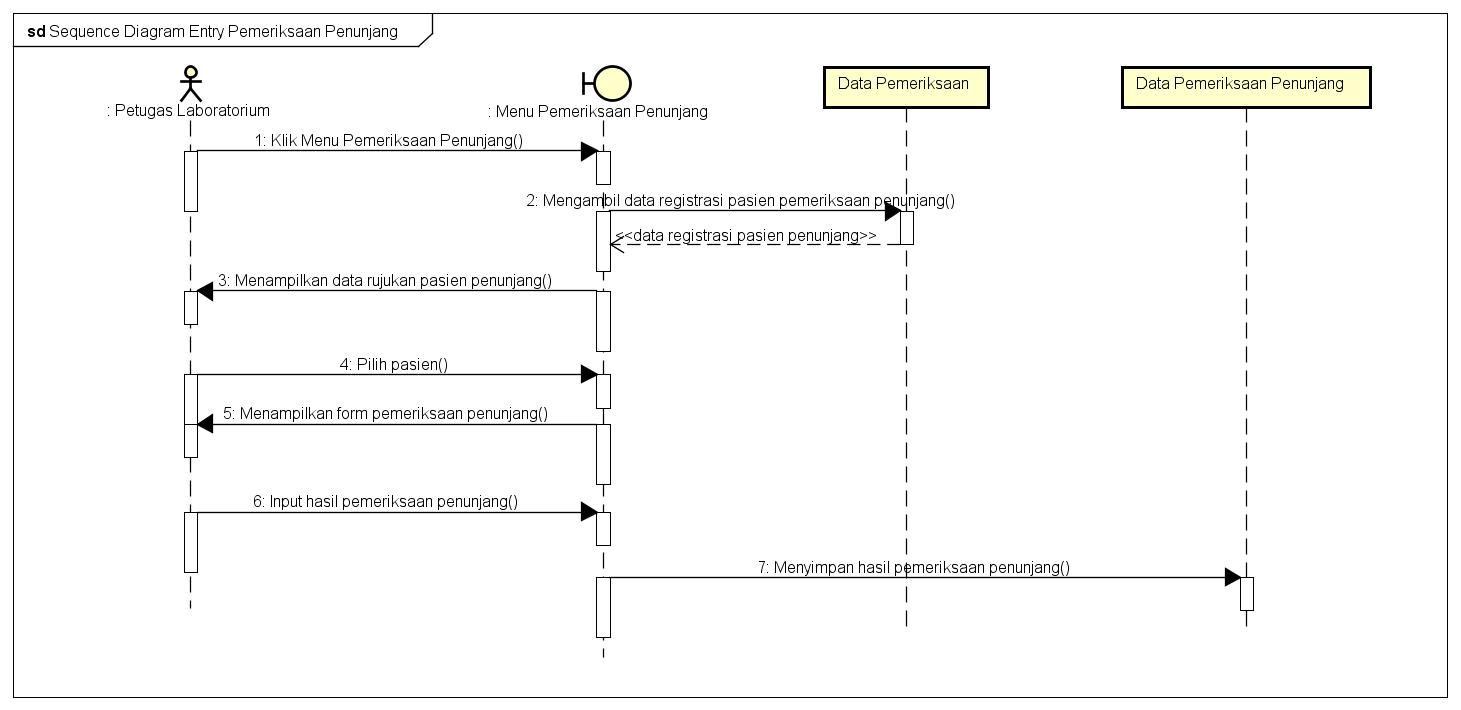 sd Sequence Diagram Entry Pemeriksaan Penunjang
: Petugas Laboratorium
: Menu Pemeriksaan Penunjang
Data Pemeriksaan
Data Pemeriksaan Penunjang
1: Klik Menu Pemeriksaan Penunjang()
2: Mengambil data registrasi pasien pemeriksaan penunjang()
<<data registrasi pasien penunjang>>
3: Menampilkan data rujukan pasien penunjang()
4: Pilih pasien()
5: Menampilkan form pemeriksaan penunjang()
6: Input hasil pemeriksaan penunjang()
7: Menyimpan hasil pemeriksaan penunjang()